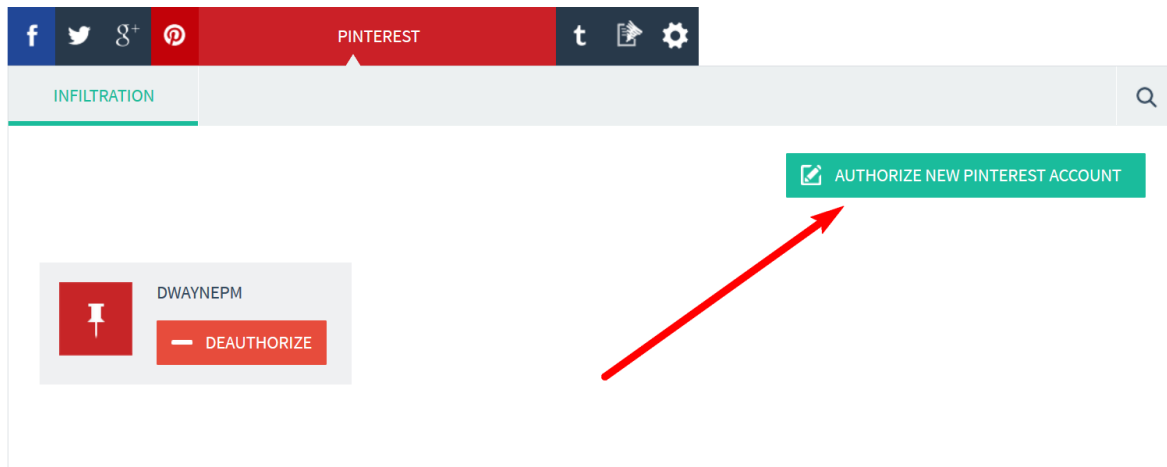 f g+ PINTEREST t
INFILTRATION
AUTHORIZE NEW PINTEREST ACCOUNT
DWAYNEPM
DEAUTHORIZE